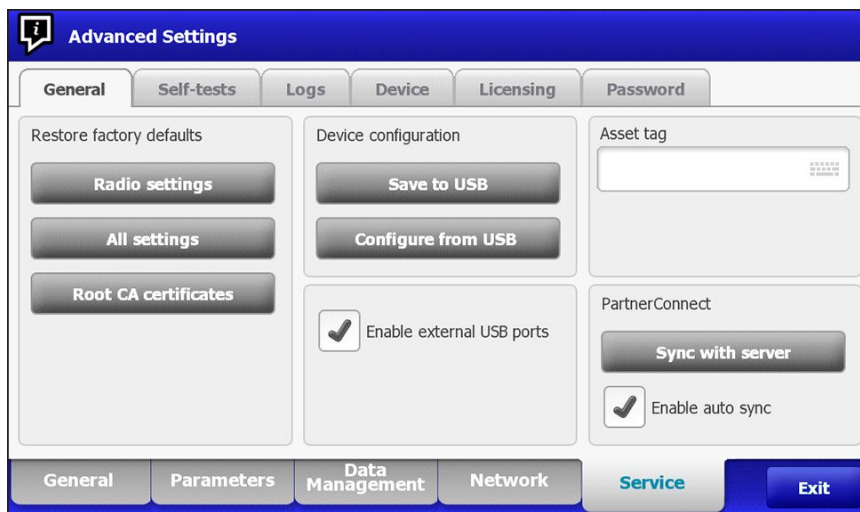 Advanced Settings
General
Self-tests
Logs
Device
Licensing
Password
Restore factory defaults
Radio settings
All settings
Root CA certificates
Device configuration
Save to USB
Configure from USB
Enable external USB ports
Asset tag
PartnerConnect
Sync with server
Enable auto sync
General
Parameters
Data
Management
Network
Service
Exit